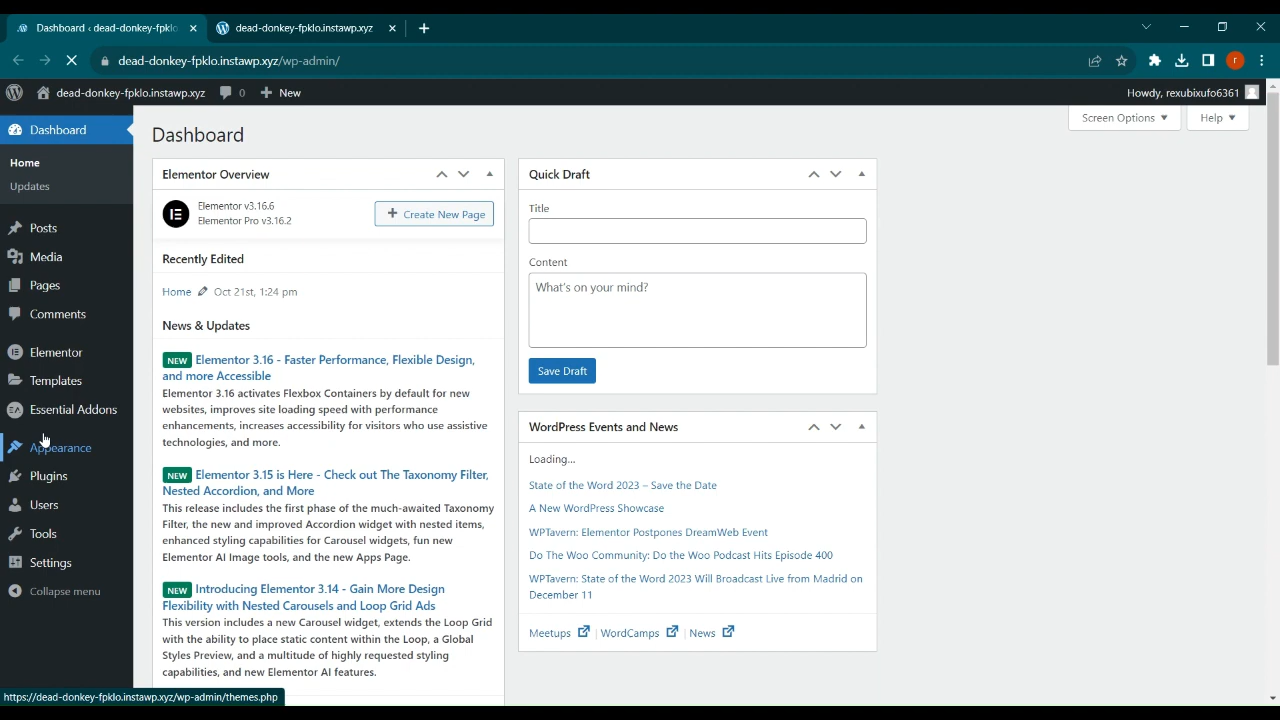 Dashboard ‹ dead-donkey-fpklo
dead-donkey-fpklo.instawp.xyz
dead-donkey-fpklo.instawp.xyz/wp-admin/
r
dead-donkey-fpklo.instawp.xyz 0 New
Howdy, rexubixufo6361
Screen Options
Help
Dashboard
Home
Updates
Posts
Media
Pages
Comments
Elementor
Templates
EA Essential Addons
Appearance
Plugins
Users
Tools
Settings
Collapse menu
Dashboard
Elementor Overview
Elementor v3.16.6
Elementor Pro v3.16.2
Create New Page
Recently Edited
Home Oct 21st, 1:24 pm
News & Updates
NEW Elementor 3.16 - Faster Performance, Flexible Design,
and more Accessible
Elementor 3.16 activates Flexbox Containers by default for new
websites, improves site loading speed with performance
enhancements, increases accessibility for visitors who use assistive
technologies, and more.
NEW Elementor 3.15 is Here - Check out The Taxonomy Filter,
Nested Accordion, and More
This release includes the first phase of the much-awaited Taxonomy
Filter, the new and improved Accordion widget with nested items,
enhanced styling capabilities for Carousel widgets, fun new
Elementor AI Image tools, and the new Apps Page.
NEW Introducing Elementor 3.14 - Gain More Design
Flexibility with Nested Carousels and Loop Grid Ads
This version includes a new Carousel widget, extends the Loop Grid
with the ability to place static content within the Loop, a Global
Styles Preview, and a multitude of highly requested styling
capabilities, and new Elementor AI features.
Quick Draft
Title
Content
What's on your mind?
Save Draft
WordPress Events and News
Loading...
State of the Word 2023 – Save the Date
A New WordPress Showcase
WPTavern: Elementor Postpones DreamWeb Event
Do The Woo Community: Do the Woo Podcast Hits Episode 400
WPTavern: State of the Word 2023 Will Broadcast Live from Madrid on
December 11
Meetups | WordCamps | News
https://dead-donkey-fpklo.instawp.xyz/wp-admin/themes.php